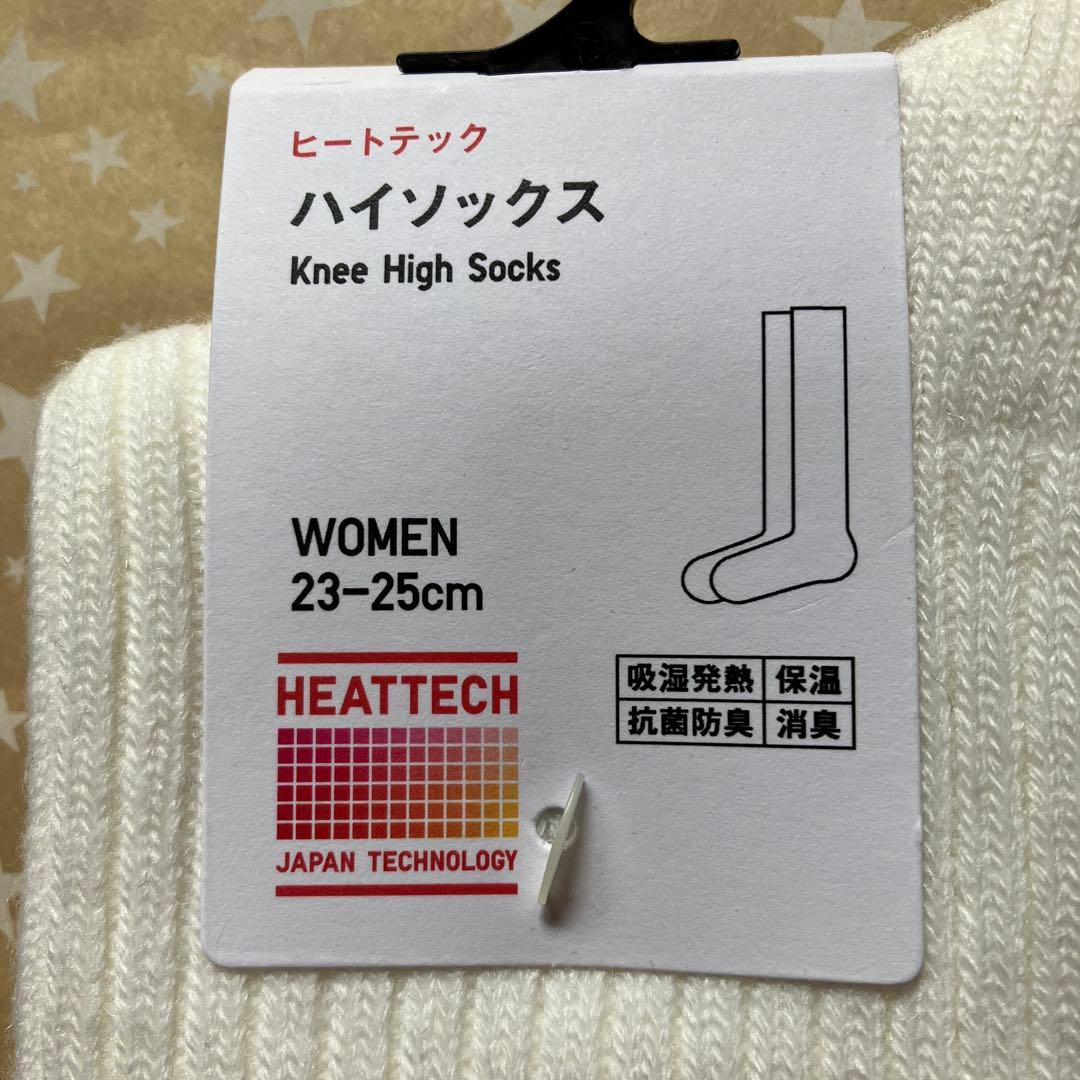 ヒートテック
ハイソックス
Knee High Socks
WOMEN
23-25cm
HEATTECH
JAPAN TECHNOLOGY
吸湿発熱 保温
抗菌防臭 消臭